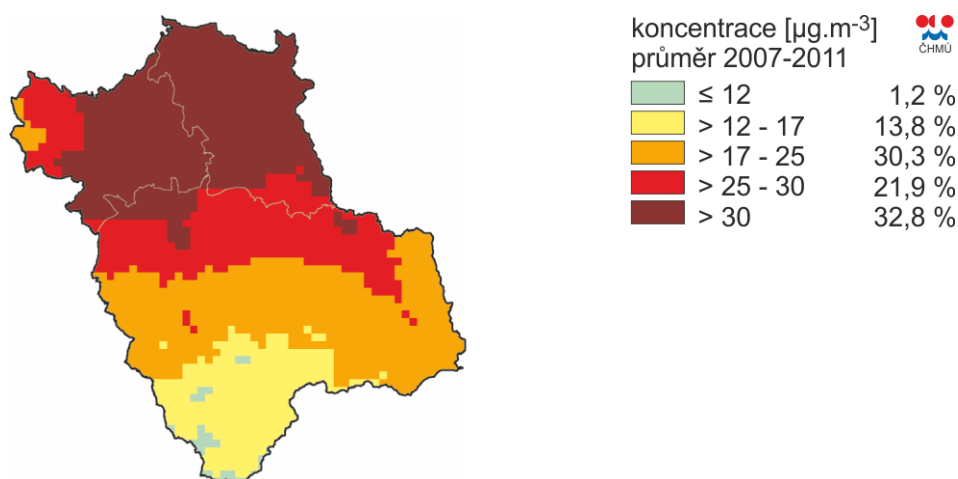 koncentrace [µg.m-3]
ČHMÚ
průměr 2007-2011
≤ 12 1,2 %
> 12 - 17 13,8 %
> 17 - 25 30,3 %
> 25 - 30 21,9 %
> 30 32,8 %